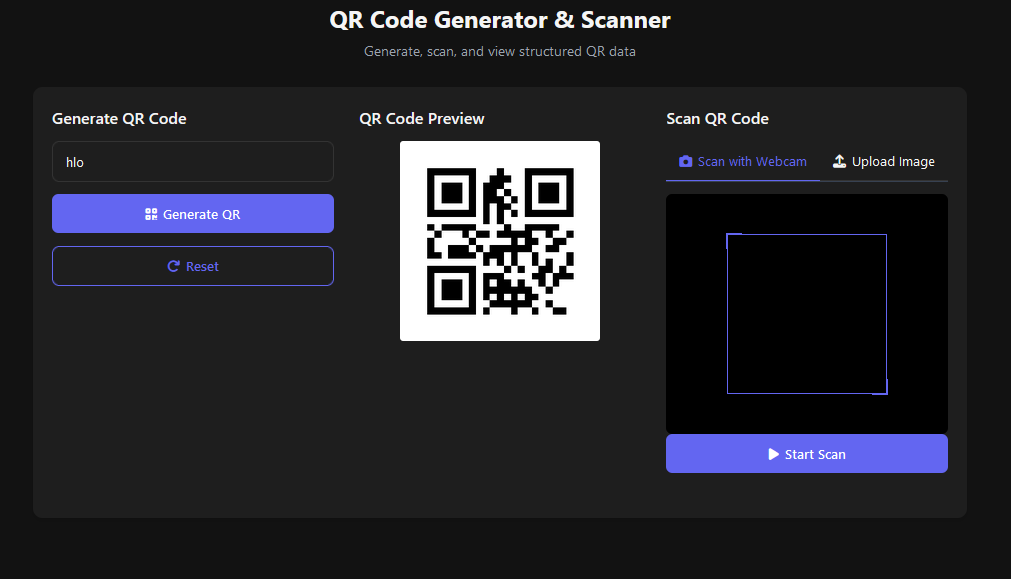 QR Code Generator & Scanner
Generate, scan, and view structured QR data
Generate QR Code
hlo
Generate QR
Reset
QR Code Preview
Scan QR Code
Scan with Webcam
Upload Image
Start Scan